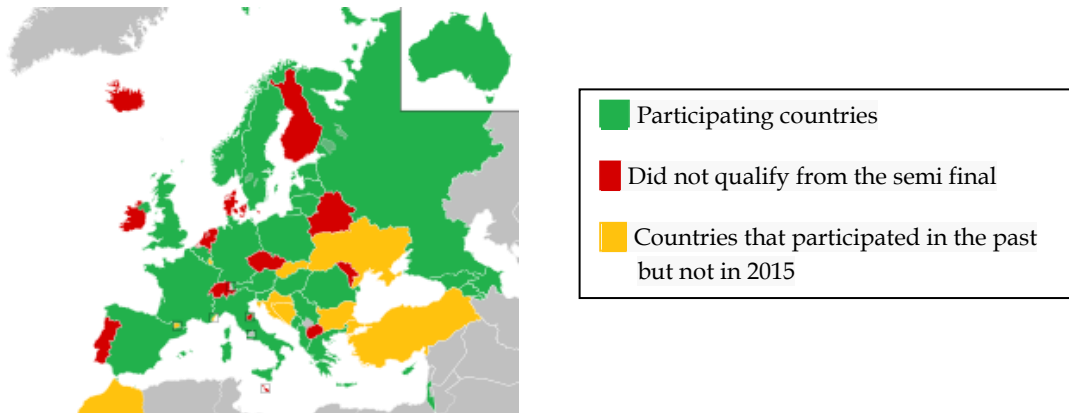 Participating countries
Did not qualify from the semi final
Countries that participated in the past
but not in 2015